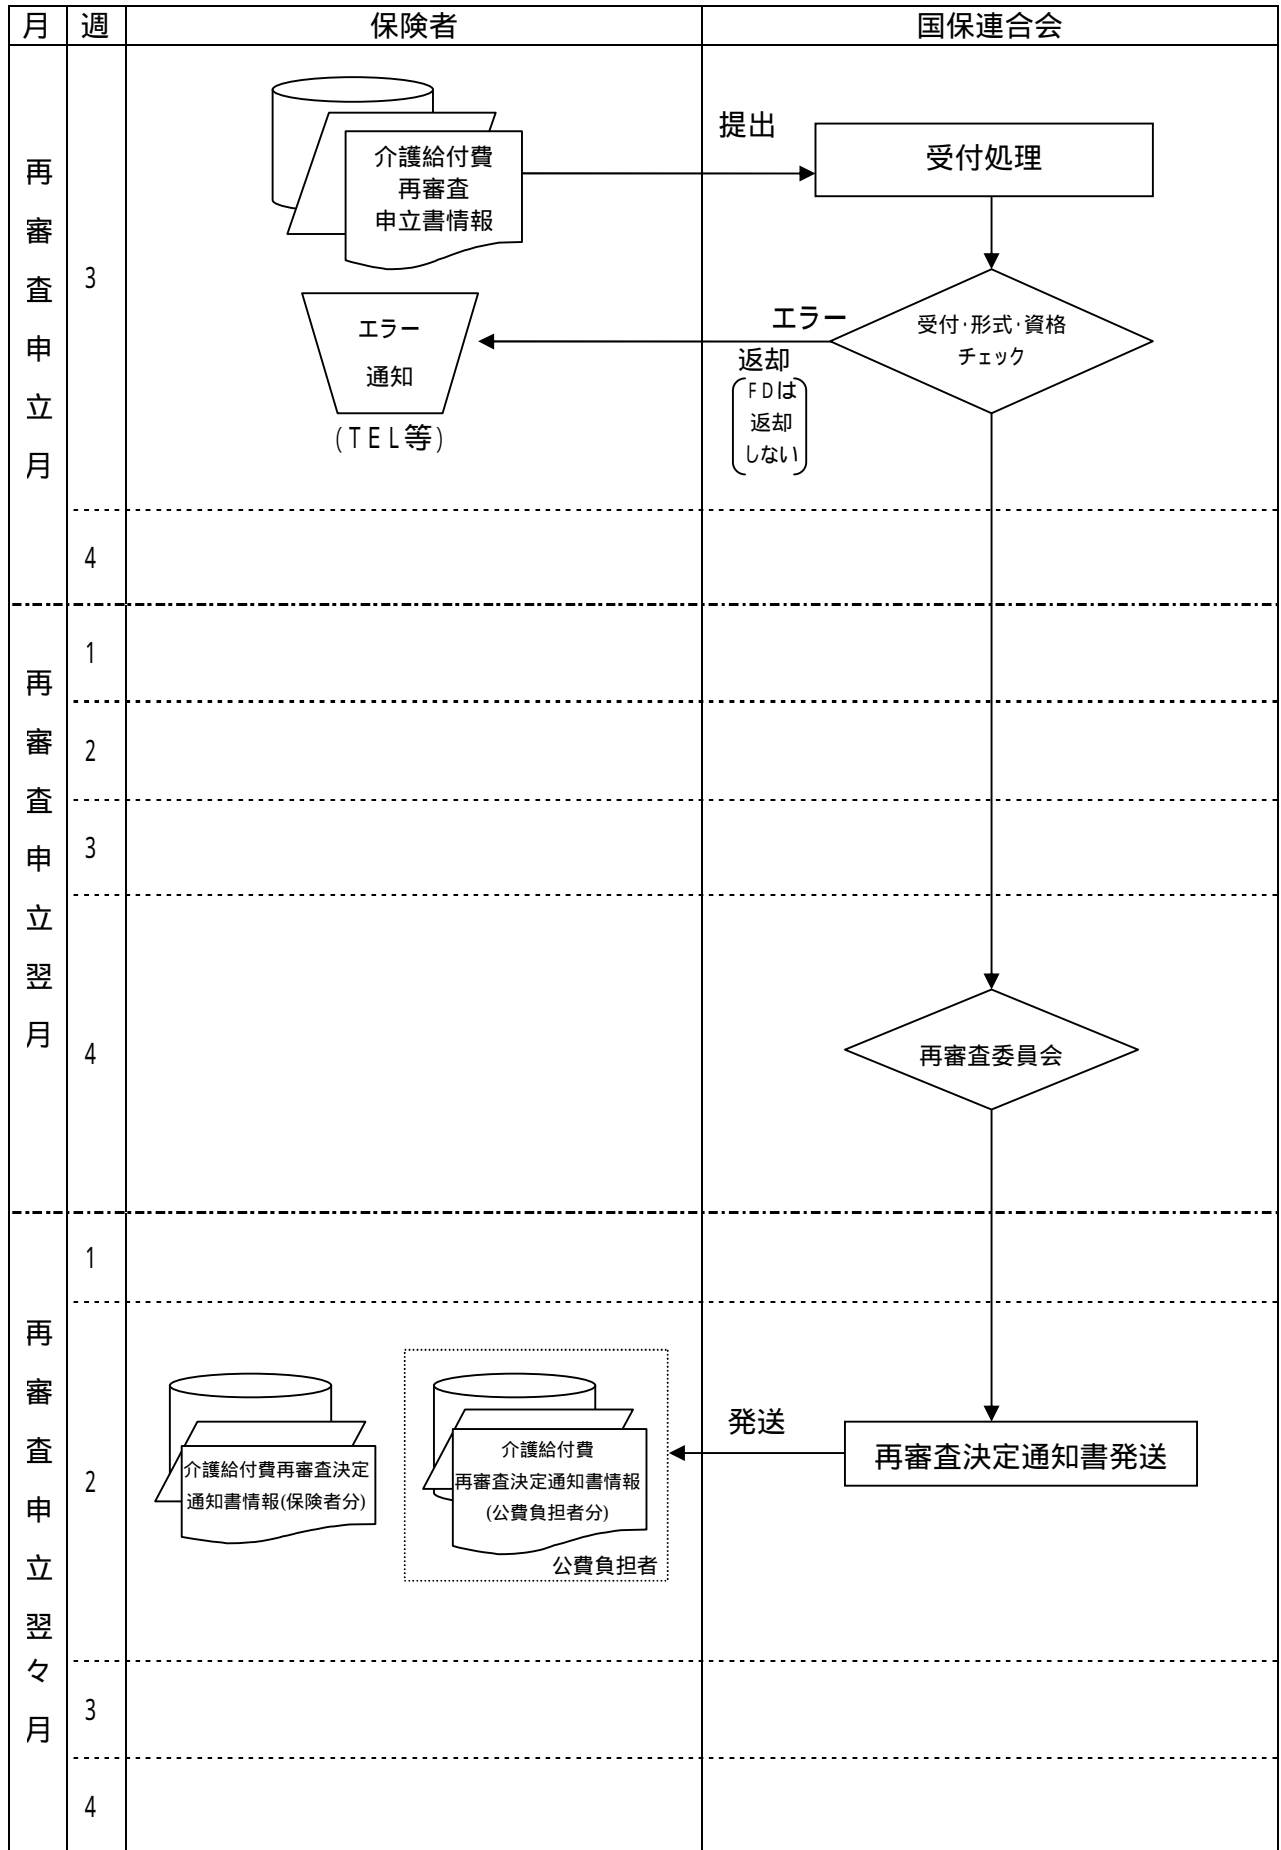 月 週 保険者 国保連合会
再審査申立月
3
介護給付費
再審査
申立書情報
提出
受付処理
受付･形式･資格
チェック
エラー
返却
FDは
返却
しない
エラー
通知
(TEL等)
4
再審査申立翌月
1
2
3
4
再審査委員会
再審査申立翌々月
1
2
介護給付費再審査決定
通知書情報(保険者分)
介護給付費
再審査決定通知書情報
(公費負担者分)
公費負担者
発送
再審査決定通知書発送
3
4